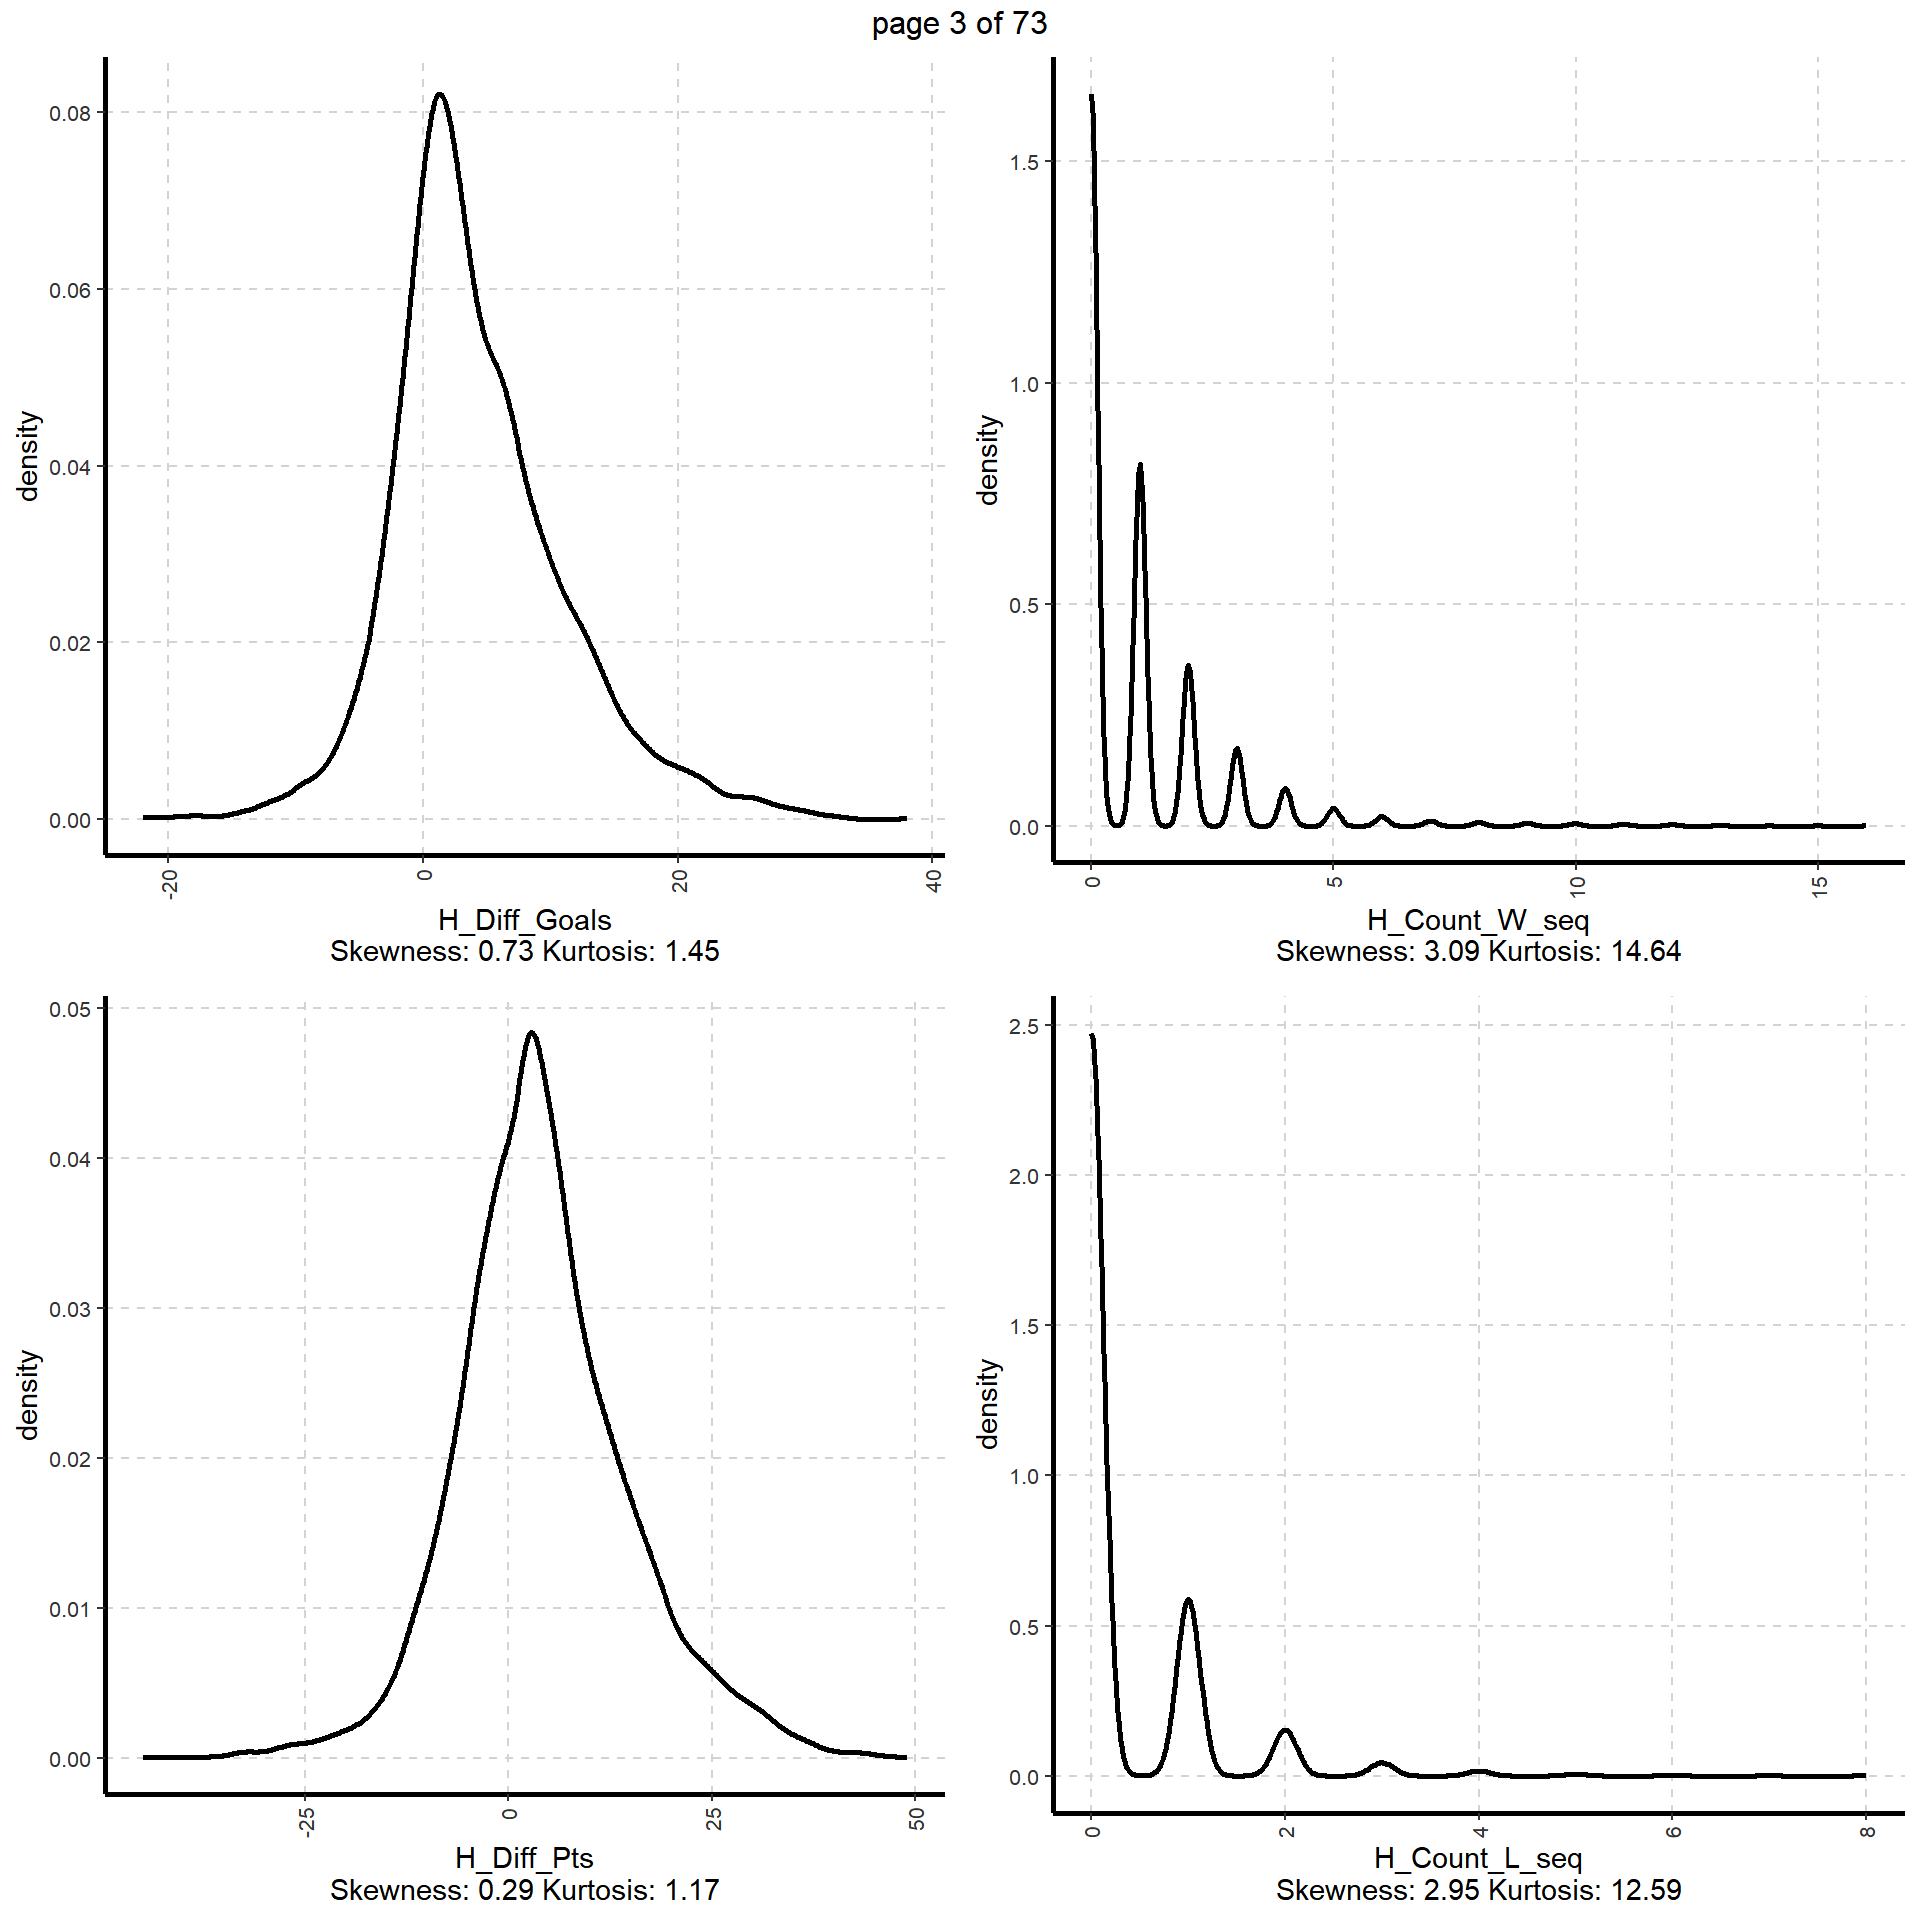 page 3 of 73
0.08
0.06
0.04
0.02
0.00
density
-20
0
20
40
H_Diff_Goals
Skewness: 0.73 Kurtosis: 1.45
1.5
1.0
0.5
0.0
density
0
5
10
15
H_Count_W_seq
Skewness: 3.09 Kurtosis: 14.64
0.05
0.04
0.03
0.02
0.01
0.00
density
-25
0
25
50
H_Diff_Pts
Skewness: 0.29 Kurtosis: 1.17
2.5
2.0
1.5
1.0
0.5
0.0
density
0
2
4
6
8
H_Count_L_seq
Skewness: 2.95 Kurtosis: 12.59